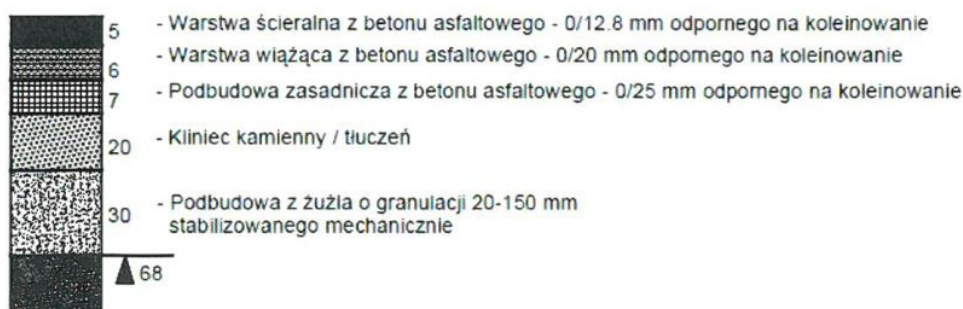 5 - Warstwa ścieralna z betonu asfaltowego - 0/12.8 mm odpornego na koleinowanie
6 - Warstwa wiążąca z betonu asfaltowego - 0/20 mm odpornego na koleinowanie
7 - Podbudowa zasadnicza z betonu asfaltowego - 0/25 mm odpornego na koleinowanie
20 - Kliniec kamienny / tłuczeń
30 - Podbudowa z żużla o granulacji 20-150 mm
stabilizowanego mechanicznie
68